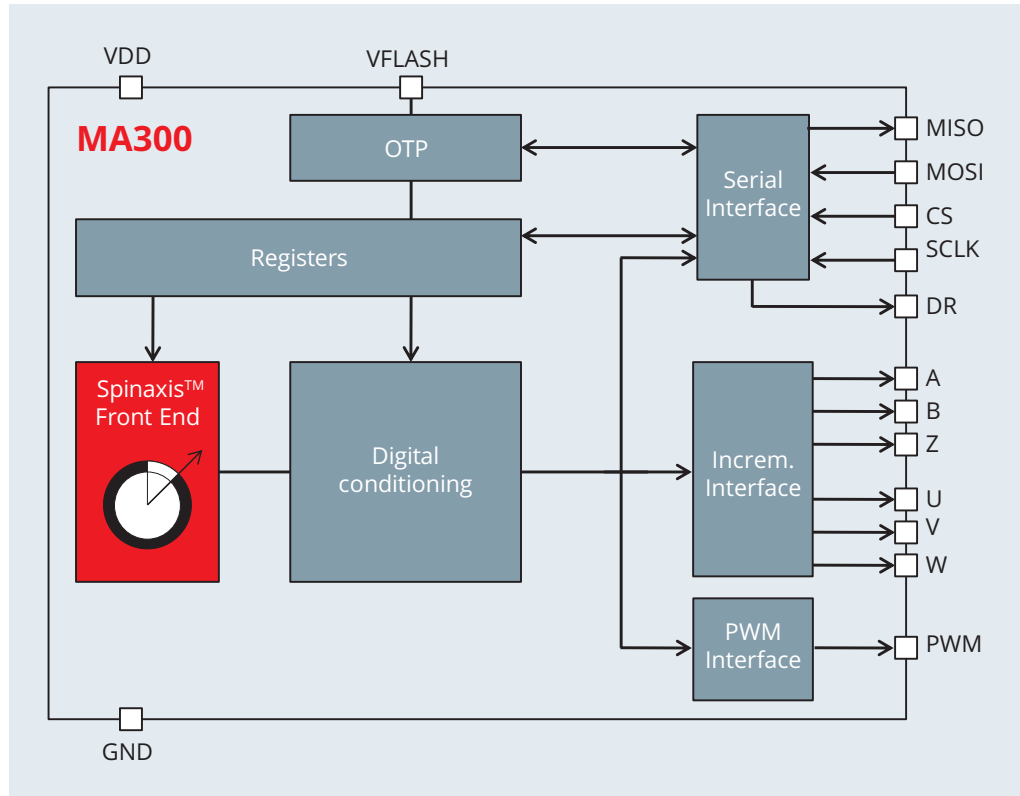 VDD
VFLASH
MA300
OTP
Serial
Interface
MISO
MOSI
CS
SCLK
DR
Registers
Spinaxis™
Front End
Digital
conditioning
Increm.
Interface
A
B
Z
U
V
W
PWM
Interface
PWM
GND